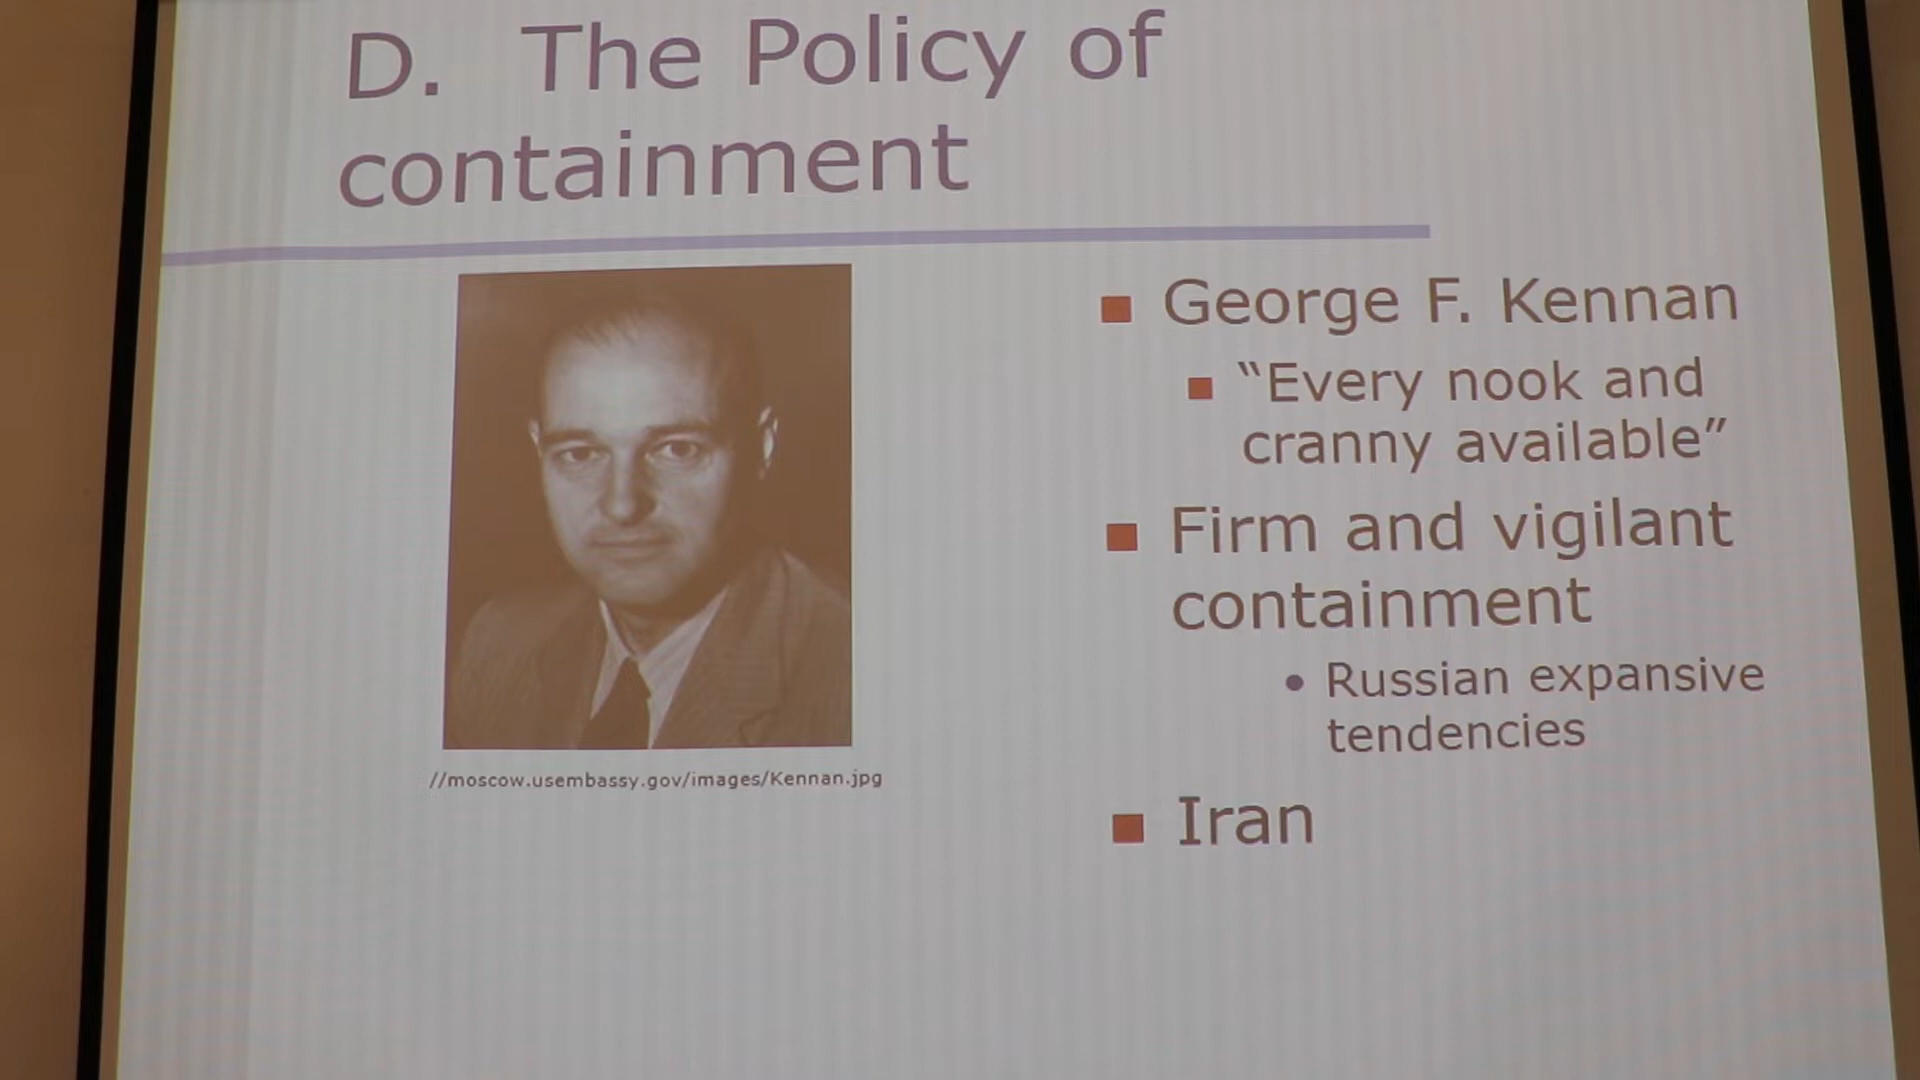 D. The Policy of
containment
George F. Kennan
“Every nook and
cranny available”
Firm and vigilant
containment
Russian expansive
tendencies
Iran
//moscow.usembassy.gov/images/Kennan.jpg